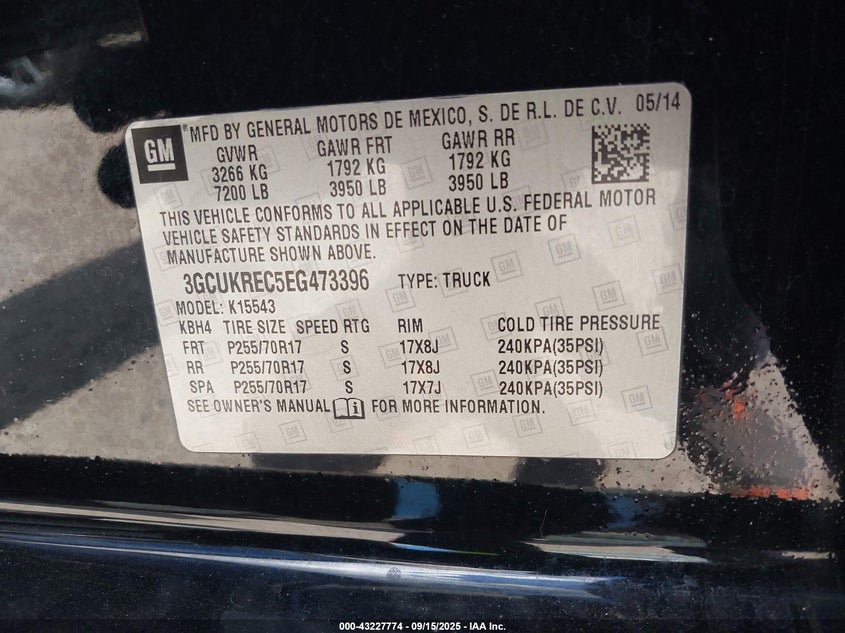 GM ® MFD BY GENERAL MOTORS DE MEXICO, S. DE R.L. DE C.V. 05/14
GVWR GAWR FRT GAWR RR
3266 KG 1792 KG 1792 KG
7200 LB 3950 LB 3950 LB
THIS VEHICLE CONFORMS TO ALL APPLICABLE U.S. FEDERAL MOTOR
VEHICLE SAFETY STANDARDS IN EFFECT ON THE DATE OF
MANUFACTURE SHOWN ABOVE.
3GCUKREC5EG473396 TYPE: TRUCK
MODEL: K15543
KBH4 TIRE SIZE SPEED RTG RIM COLD TIRE PRESSURE
FRT P255/70R17 S 17X8J 240KPA(35PSI)
RR P255/70R17 S 17X8J 240KPA(35PSI)
SPA P255/70R17 S 17X7J 240KPA(35PSI)
SEE OWNER'S MANUAL i FOR MORE INFORMATION.
000-43227774 - 09/15/2025 - IAA Inc.